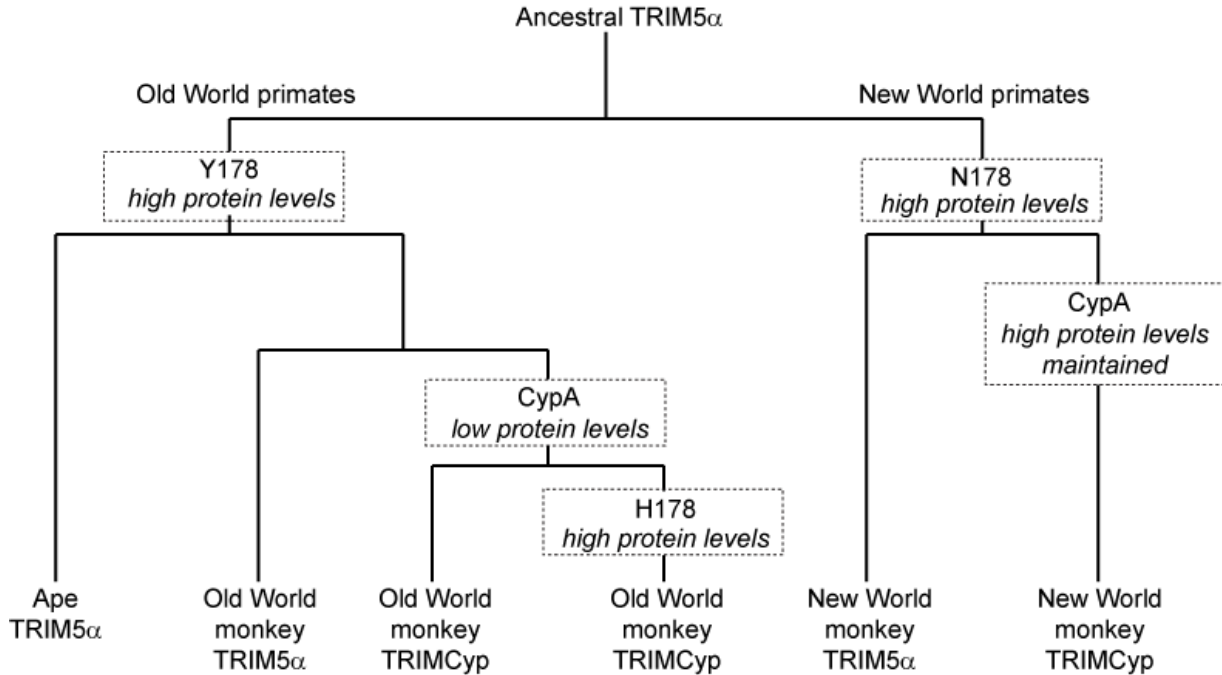 Ancestral TRIM5α
Old World primates
New World primates
Y178
high protein levels
N178
high protein levels
CypA
high protein levels
maintained
CypA
low protein levels
H178
high protein levels
Ape
TRIM5α
Old World
monkey
TRIM5α
Old World
monkey
TRIMCyp
Old World
monkey
TRIMCyp
New World
monkey
TRIM5α
New World
monkey
TRIMCyp